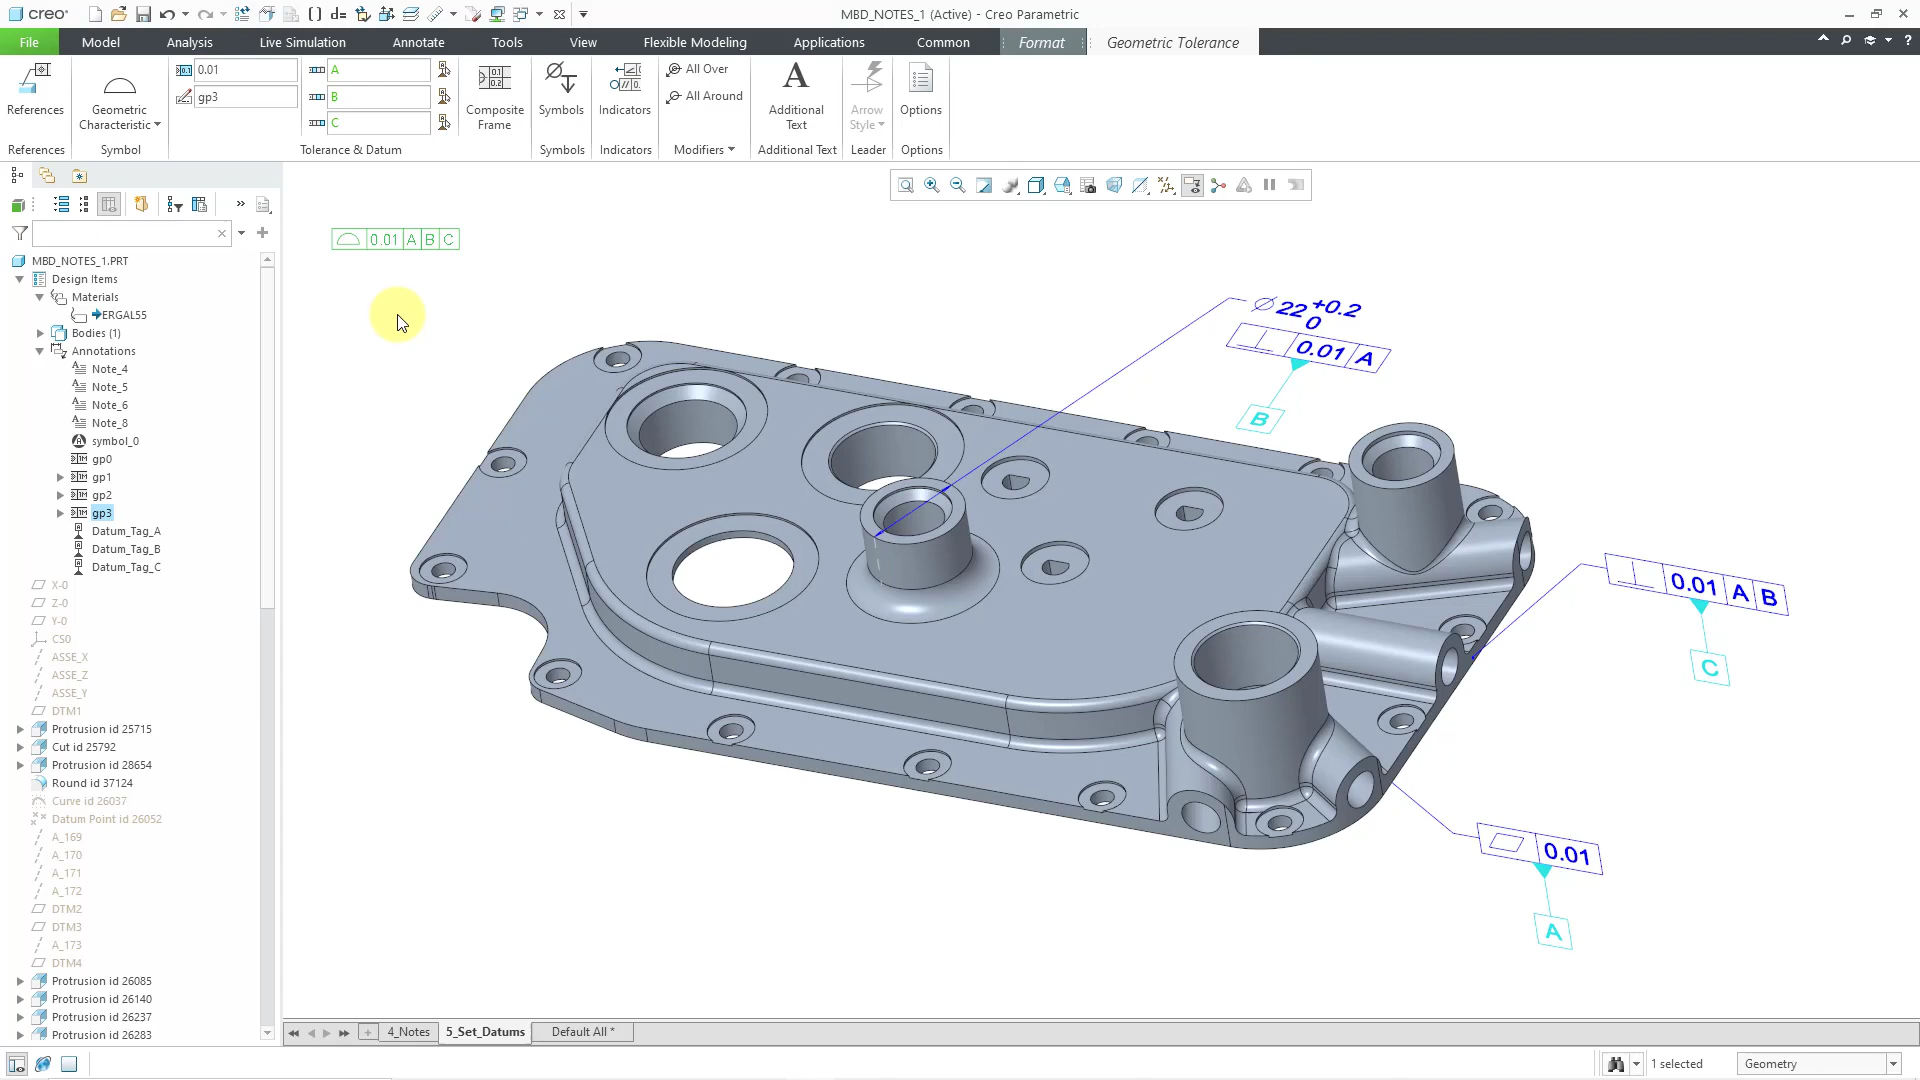 creo
MBD_NOTES_1 (Active) - Creo Parametric
File
Model
Analysis
Live Simulation
Annotate
Tools
View
Flexible Modeling
Applications
Common
Format
Geometric Tolerance
References
Geometric
Characteristic
0.01
gp3
A
B
C
Composite
Frame
Symbols
Indicators
All Over
All Around
Additional
Text
Arrow
Style
Options
References
Symbol
Tolerance & Datum
Symbols
Indicators
Modifiers
Additional Text
Leader
Options
MBD_NOTES_1.PRT
Design Items
Materials
ERGAL55
Bodies (1)
Annotations
Note_4
Note_5
Note_6
Note_8
symbol_0
gp0
gp1
gp2
gp3
Datum_Tag_A
Datum_Tag_B
Datum_Tag_C
X-0
Z-0
Y-0
CS0
ASSE_X
ASSE_Z
ASSE_Y
DTM1
Protrusion id 25715
Cut id 25792
Protrusion id 28654
Round id 37124
Curve id 26037
Datum Point id 26052
A_169
A_170
A_171
A_172
DTM2
DTM3
A_173
DTM4
Protrusion id 26085
Protrusion id 26140
Protrusion id 26237
Protrusion id 26283
0.01 A B C
⌀22 +0.2
0
0.01 A
B
0.01 A B
C
0.01
A
4_Notes
5_Set_Datums
Default All *
1 selected
Geometry